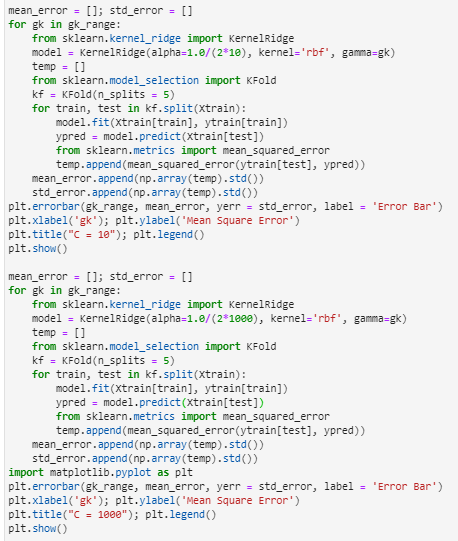 mean_error = []; std_error = []
for gk in gk_range:
    from sklearn.kernel_ridge import KernelRidge
    model = KernelRidge(alpha=1.0/(2*10), kernel='rbf', gamma=gk)
    temp = []
    from sklearn.model_selection import KFold
    kf = KFold(n_splits = 5)
    for train, test in kf.split(Xtrain):
        model.fit(Xtrain[train], ytrain[train])
        ypred = model.predict(Xtrain[test])
        from sklearn.metrics import mean_squared_error
        temp.append(mean_squared_error(ytrain[test], ypred))
    mean_error.append(np.array(temp).std())
    std_error.append(np.array(temp).std())
plt.errorbar(gk_range, mean_error, yerr = std_error, label = 'Error Bar')
plt.xlabel('gk'); plt.ylabel('Mean Square Error')
plt.title("C = 10"); plt.legend()
plt.show()

mean_error = []; std_error = []
for gk in gk_range:
    from sklearn.kernel_ridge import KernelRidge
    model = KernelRidge(alpha=1.0/(2*1000), kernel='rbf', gamma=gk)
    temp = []
    from sklearn.model_selection import KFold
    kf = KFold(n_splits = 5)
    for train, test in kf.split(Xtrain):
        model.fit(Xtrain[train], ytrain[train])
        ypred = model.predict(Xtrain[test])
        from sklearn.metrics import mean_squared_error
        temp.append(mean_squared_error(ytrain[test], ypred))
    mean_error.append(np.array(temp).std())
    std_error.append(np.array(temp).std())
import matplotlib.pyplot as plt
plt.errorbar(gk_range, mean_error, yerr = std_error, label = 'Error Bar')
plt.xlabel('gk'); plt.ylabel('Mean Square Error')
plt.title("C = 1000"); plt.legend()
plt.show()